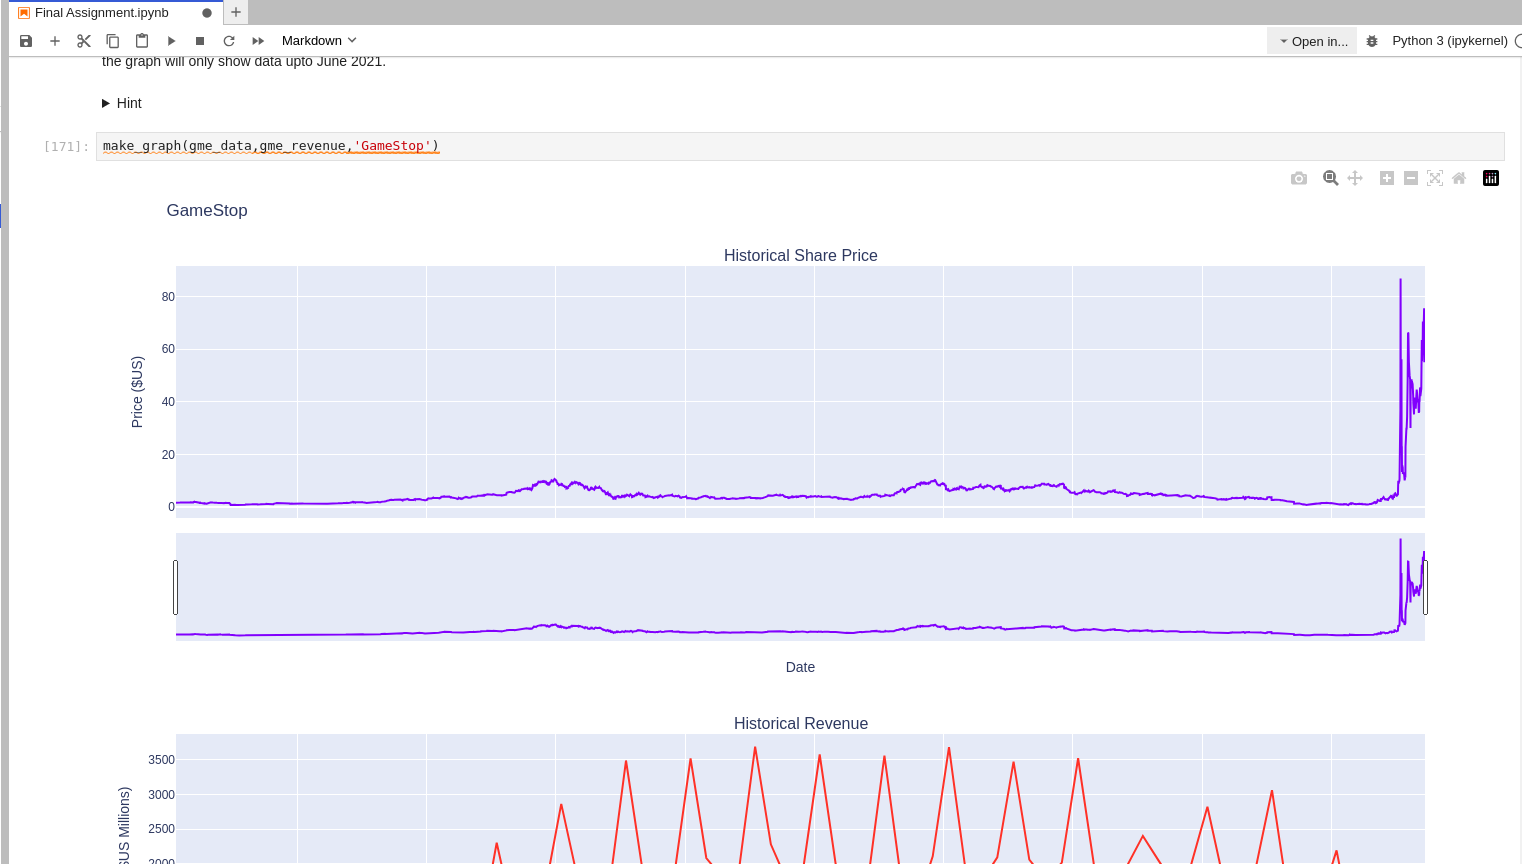 Final Assignment.ipynb
Markdown
Open in...
Python 3 (ipykernel)
the graph will only show data upto June 2021.
Hint
[171]:
make_graph(gme_data,gme_revenue,'GameStop')
GameStop
Historical Share Price
80
60
40
20
0
Price ($US)
Date
Historical Revenue
3500
3000
2500
2000
$US Millions)